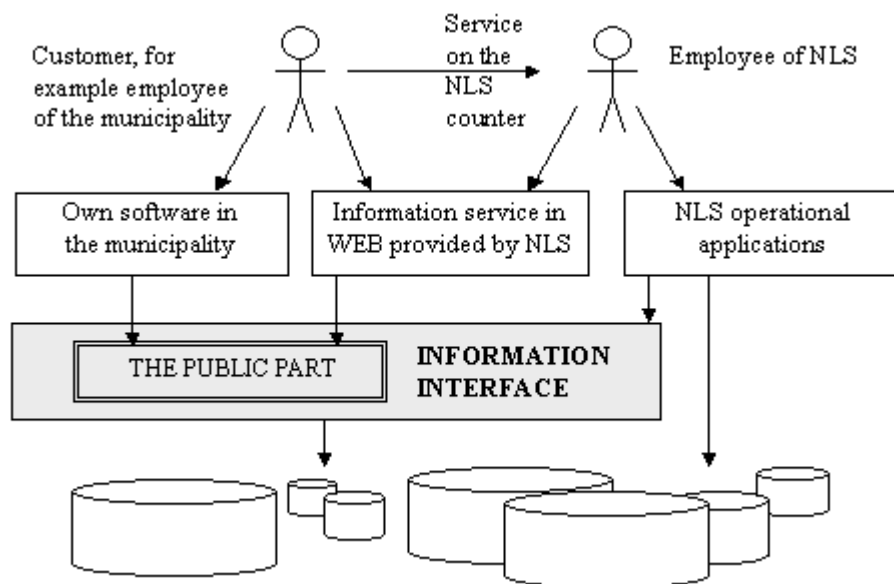 Customer, for
example employee
of the municipality
Service
on the
NLS
counter
Employee of NLS
Own software in
the municipality
Information service in
WEB provided by NLS
NLS operational
applications
THE PUBLIC PART
INFORMATION
INTERFACE